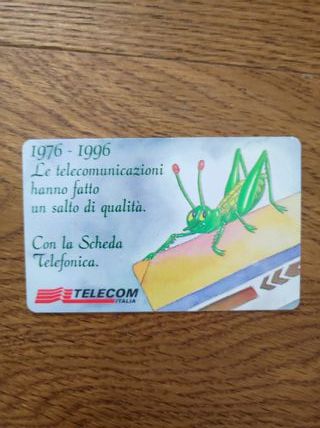 1976 - 1996
Le telecomunicazioni
hanno fatto
un salto di qualità.
Con la Scheda
Telefonica.
TELECOM
ITALIA